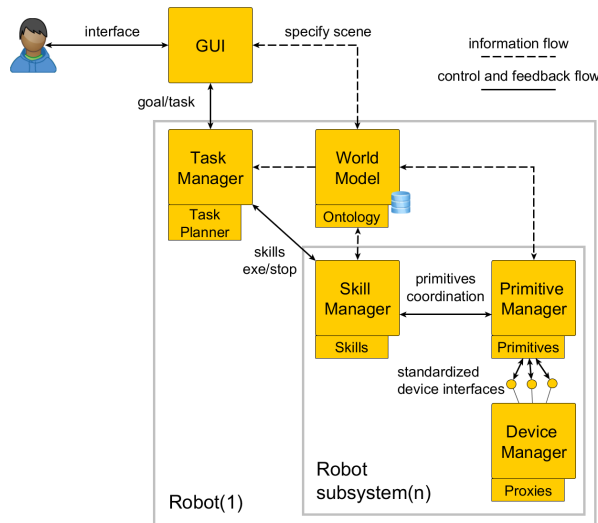 interface
GUI
specify scene
information flow
control and feedback flow
goal/task
Task
Manager
Task
Planner
World
Model
Ontology
skills
exe/stop
Skill
Manager
Skills
primitives
coordination
Primitive
Manager
Primitives
standardized
device interfaces
Device
Manager
Proxies
Robot
subsystem(n)
Robot(1)